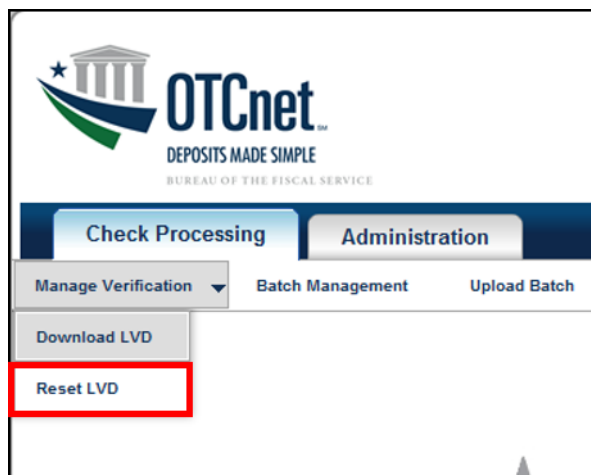 OTCnet SM
DEPOSITS MADE SIMPLE
BUREAU OF THE FISCAL SERVICE
Check Processing Administration
Manage Verification Batch Management Upload Batch
Download LVD
Reset LVD